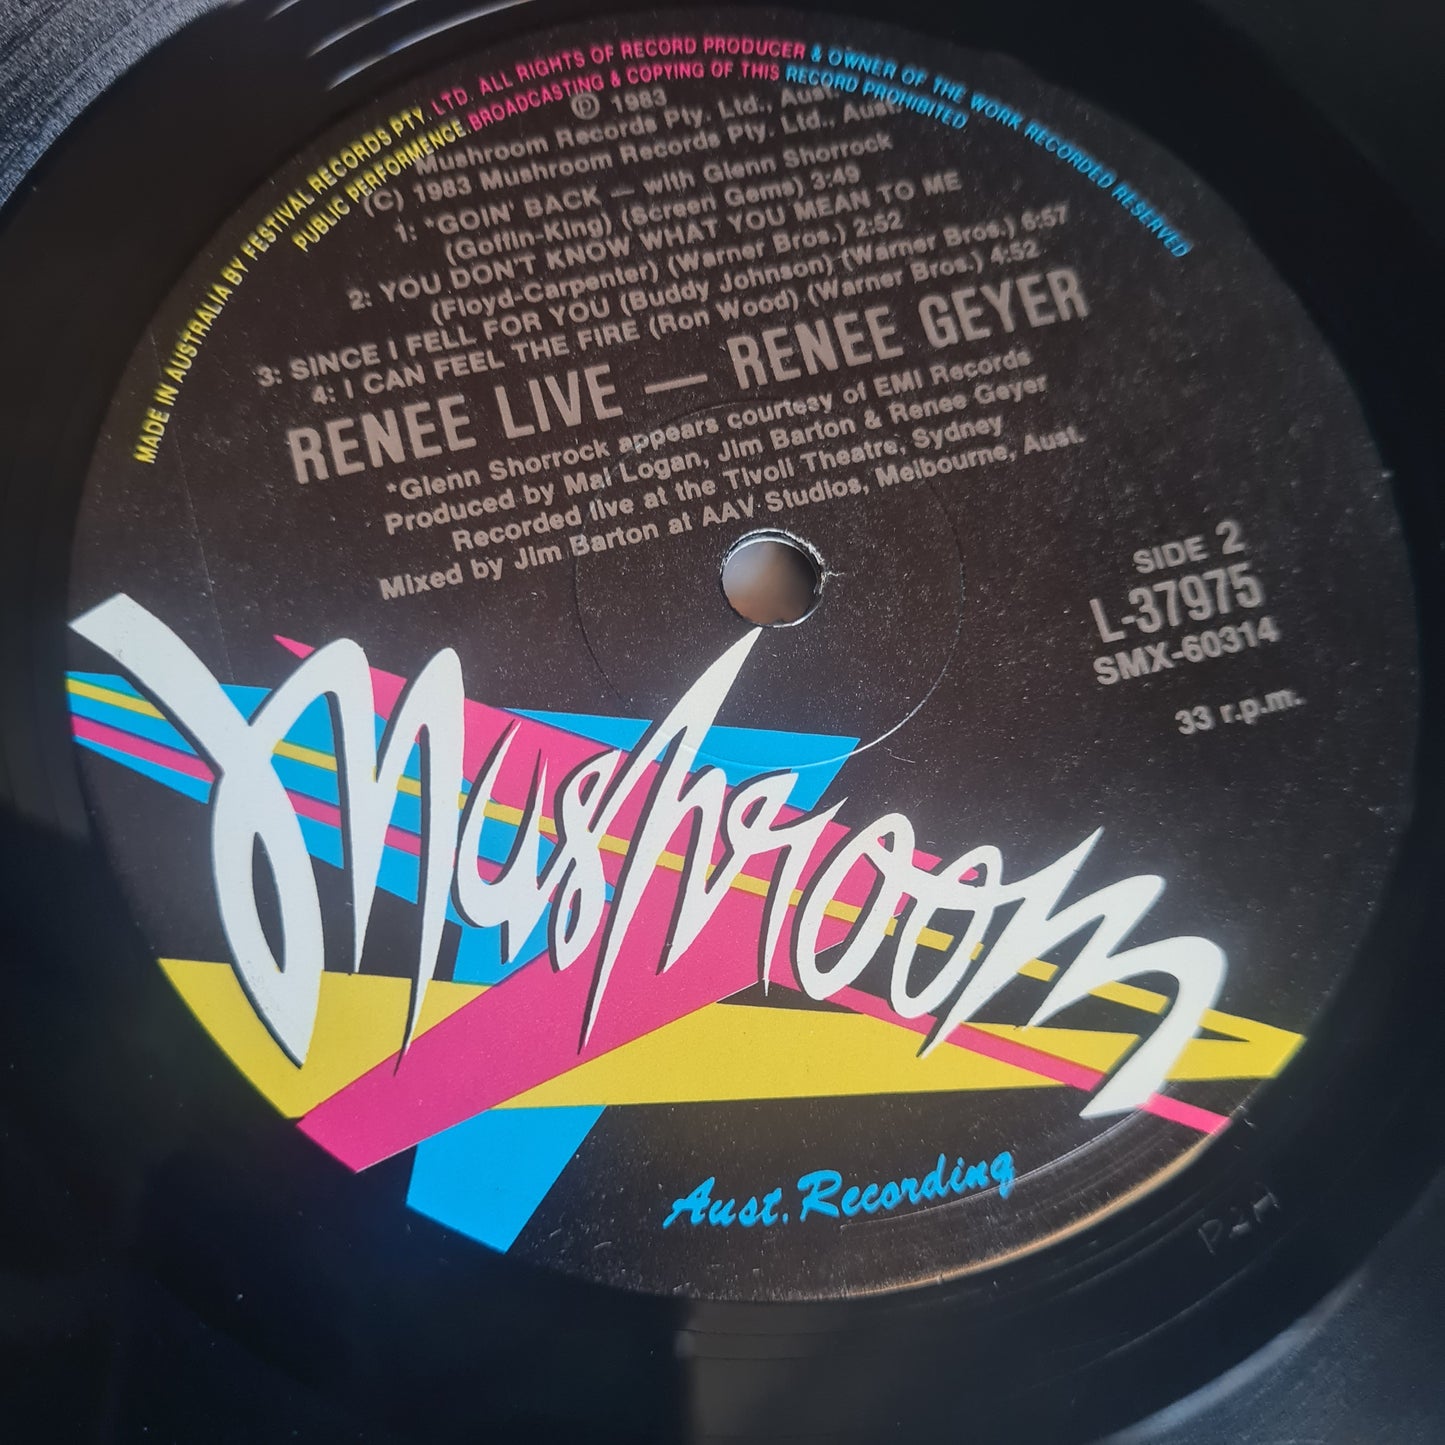 MADE IN AUSTRALIA BY FESTIVAL RECORDS PTY. LTD. ALL RIGHTS OF RECORD PRODUCER & OWNER OF THE WORK RECORDED RESERVED
PUBLIC PERFORMENCE. BROADCASTING & COPYING OF THIS RECORD PROHIBITED
Ⓟ 1983
Mushroom Records Pty. Ltd., Aust.
(C) 1983 Mushroom Records Pty. Ltd., Aust.
1: *GOIN' BACK — with Glenn Shorrock
(Goffin-King) (Screen Gems) 3:49
2: YOU DON'T KNOW WHAT YOU MEAN TO ME
(Floyd-Carpenter) (Warner Bros.) 2:52
3: SINCE I FELL FOR YOU (Buddy Johnson) (Warner Bros.) 6:57
4: I CAN FEEL THE FIRE (Ron Wood) (Warner Bros.) 4:52
RENEE LIVE — RENEE GEYER
*Glenn Shorrock appears courtesy of EMI Records
Produced by Mal Logan, Jim Barton & Renee Geyer
Recorded live at the Tivoli Theatre, Sydney
Mixed by Jim Barton at AAV Studios, Melbourne, Aust.
SIDE 2
L-37975
SMX-60314
33 r.p.m.
Mushroom
Aust. Recording